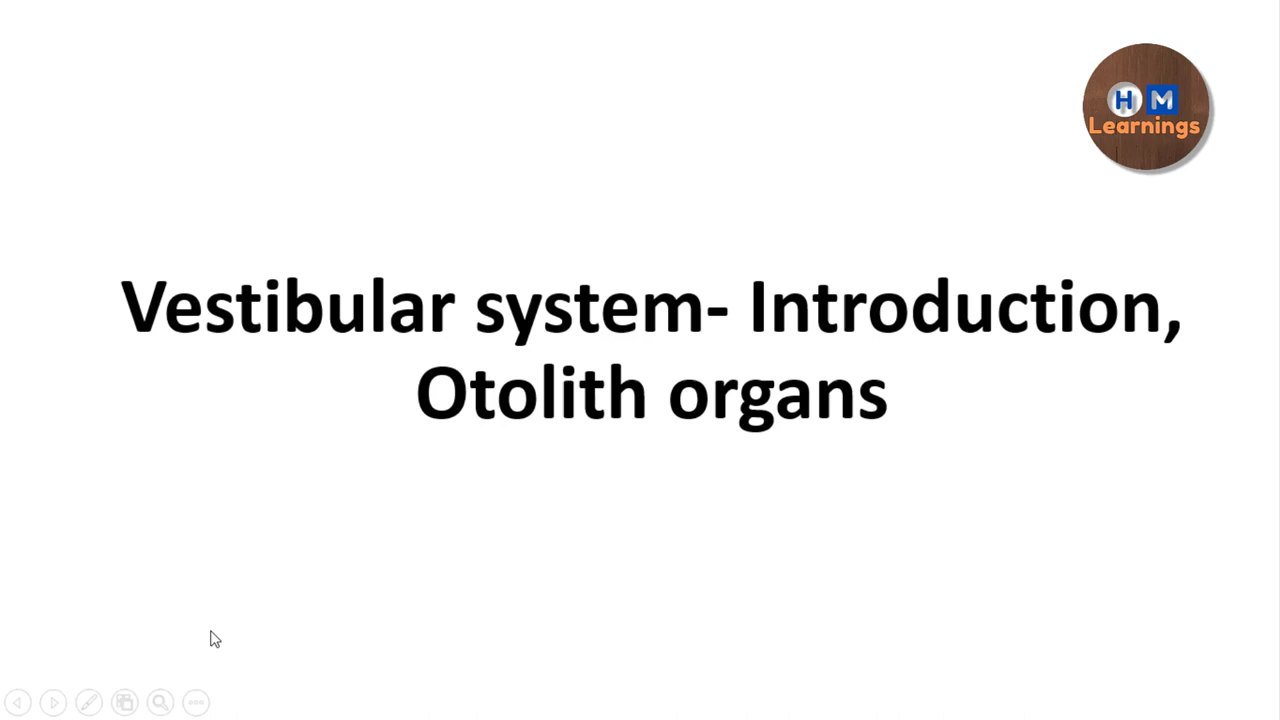 H M
Learnings
Vestibular system- Introduction,
Otolith organs